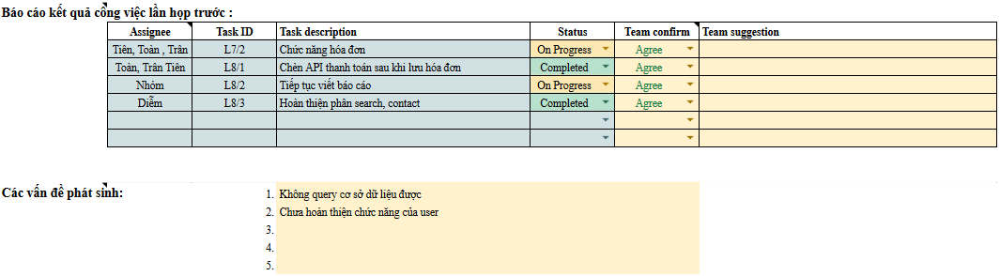 Báo cáo kết quả công việc lần họp trước :
Assignee Task ID Task description Status Team confirm Team suggestion
Tiên, Toàn , Trân L7/2 Chức năng hóa đơn On Progress Agree
Toàn, Trân Tiên L8/1 Chèn API thanh toán sau khi lưu hóa đơn Completed Agree
Nhóm L8/2 Tiếp tục viết báo cáo On Progress Agree
Diễm L8/3 Hoàn thiện phân search, contact Completed Agree
Các vấn đề phát sinh:
1. Không query cơ sở dữ liệu được
2. Chưa hoàn thiện chức năng của user
3.
4.
5.